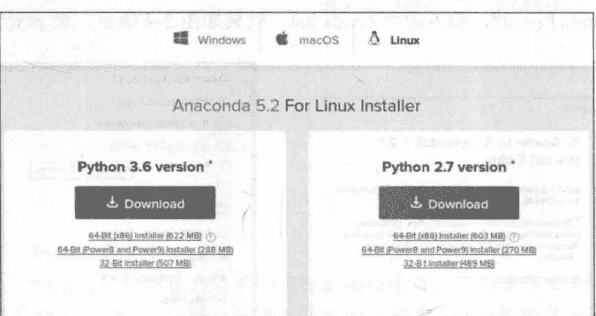 Windows macOS Linux
Anaconda 5.2 For Linux Installer
Python 3.6 version *
Download
64-Bit (x86) Installer (622 MB) ?
64-Bit (Power8 and Power9) Installer (288 MB)
32-Bit Installer (507 MB)
Python 2.7 version *
Download
64-Bit (x86) Installer (603 MB) ?
64-Bit (Power8 and Power9) Installer (270 MB)
32-B t Installer (489 MB)